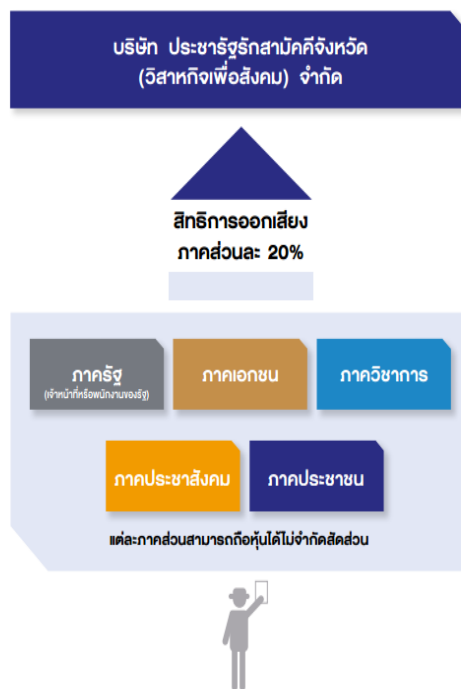 บริษัท ประชารัฐรักสามัคคีจังหวัด
(วิสาหกิจเพื่อสังคม) จำกัด
สิทธิการออกเสียง
ภาคส่วนละ 20%
ภาครัฐ
(เจ้าหน้าที่หรือพนักงานของรัฐ)
ภาคเอกชน
ภาควิชาการ
ภาคประชาสังคม
ภาคประชาชน
แต่ละภาคส่วนสามารถถือหุ้นได้ไม่จำกัดสัดส่วน